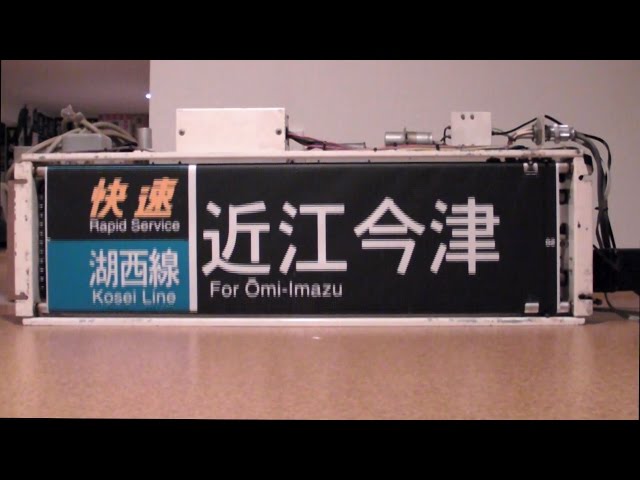 快速
Rapid Service
湖西線
Kosei Line
近江今津
For Ōmi-Imazu